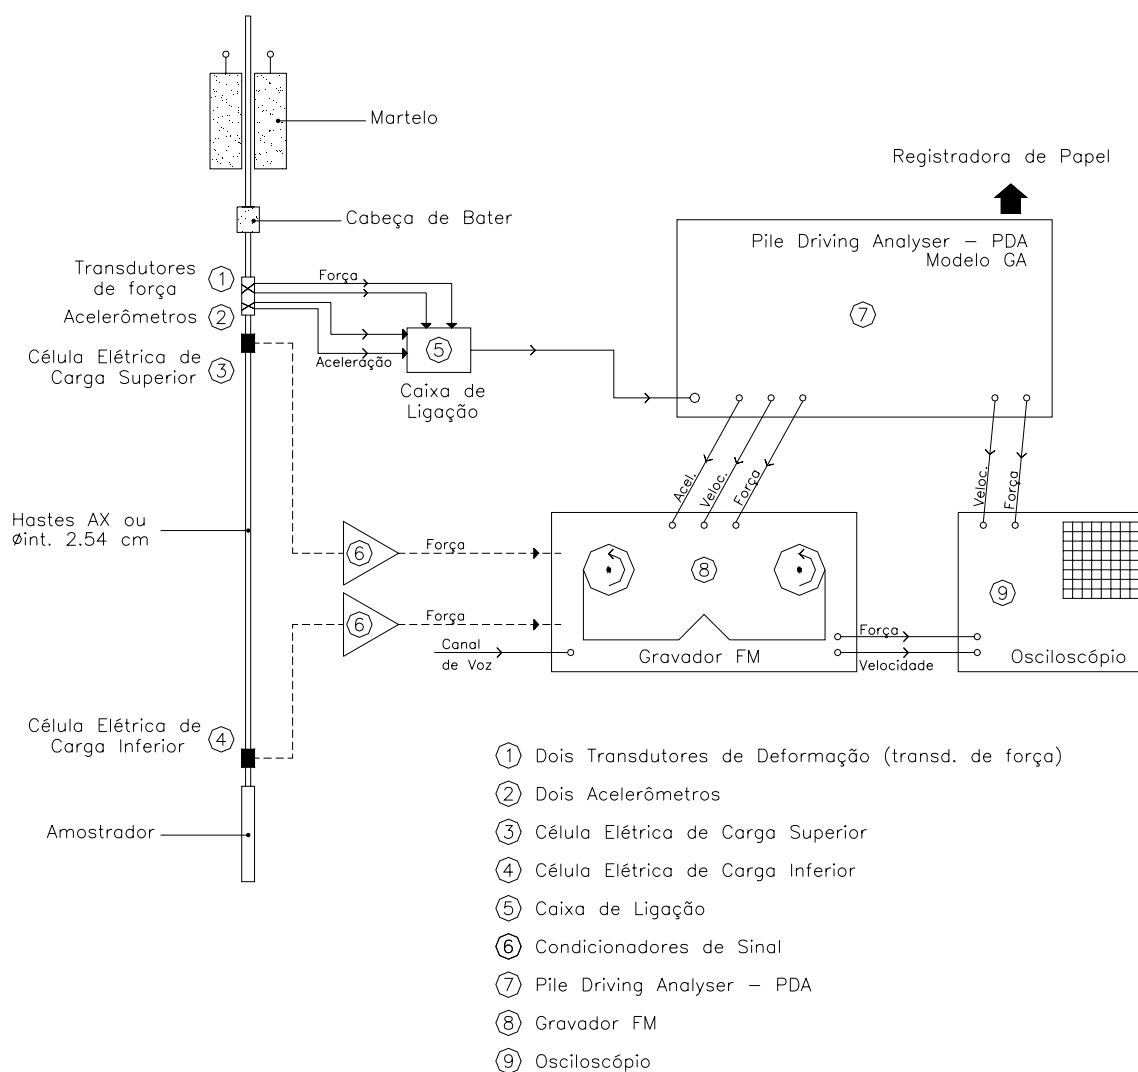 Martelo
Registradora de Papel
Cabeça de Bater
Pile Driving Analyser – PDA
Modelo GA
Transdutores
de força
1
Força
Acelerômetros
2
7
Célula Elétrica de
Carga Superior
3
Aceleração
5
Caixa de
Ligação
Acel.
Veloc.
Força
Veloc.
Força
Hastes AX ou
øint. 2.54 cm
6
Força
8
9
6
Força
Canal
de Voz
Gravador FM
Força
Velocidade
Osciloscópio
Célula Elétrica de
Carga Inferior
4
Amostrador
1 Dois Transdutores de Deformação (transd. de força)
2 Dois Acelerômetros
3 Célula Elétrica de Carga Superior
4 Célula Elétrica de Carga Inferior
5 Caixa de Ligação
6 Condicionadores de Sinal
7 Pile Driving Analyser – PDA
8 Gravador FM
9 Osciloscópio